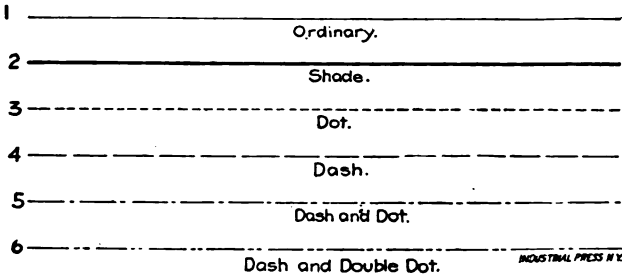 1
Ordinary.
2
Shade.
3
Dot.
4
Dash.
5
Dash and Dot.
6
Dash and Double Dot.
INDUSTRIAL PRESS N Y.